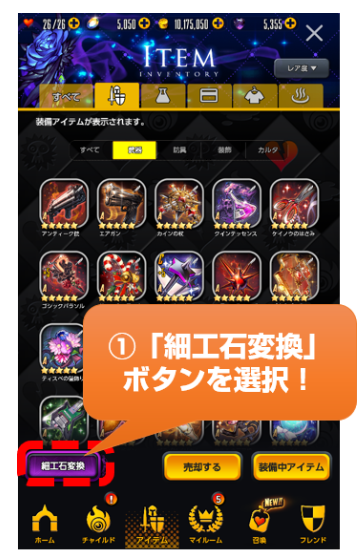 26/26 5,050 10,175,050 5,355
ITEM
INVENTORY
レア度▼
すべて
装備アイテムが表示されます。
すべて 武器 防具 服飾 カルタ
アンティーク銃 エアガン カインの杖 クインテッセンス ケイノウのはさみ
ゴシックパラソル
①「細工石変換」
ボタンを選択！
細工石変換 売却する 装備中アイテム
! 5 NEW!!
ホーム チャイルド アイテム マイルーム 召喚 フレンド